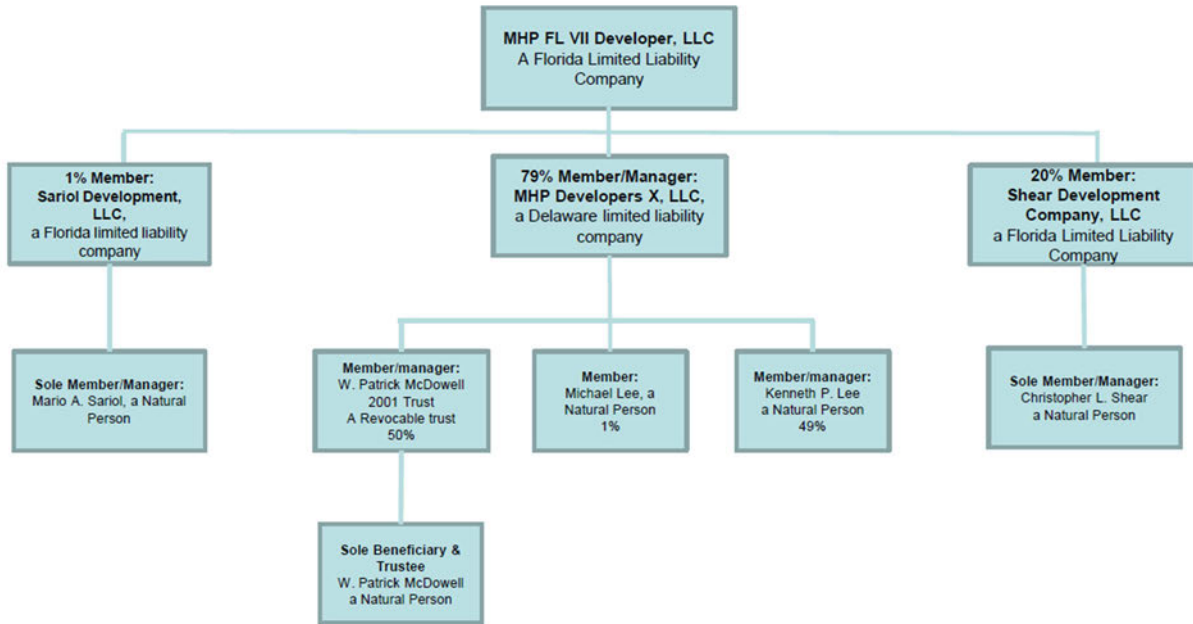 MHP FL VII Developer, LLC
A Florida Limited Liability
Company
1% Member:
Sariol Development,
LLC,
a Florida limited liability
company
79% Member/Manager:
MHP Developers X, LLC,
a Delaware limited liability
company
20% Member:
Shear Development
Company, LLC
a Florida Limited Liability
Company
Sole Member/Manager:
Mario A. Sariol, a Natural
Person
Member/manager:
W. Patrick McDowell
2001 Trust
A Revocable trust
50%
Member:
Michael Lee, a
Natural Person
1%
Member/manager:
Kenneth P. Lee
a Natural Person
49%
Sole Member/Manager:
Christopher L. Shear
a Natural Person
Sole Beneficiary &
Trustee
W. Patrick McDowell
a Natural Person